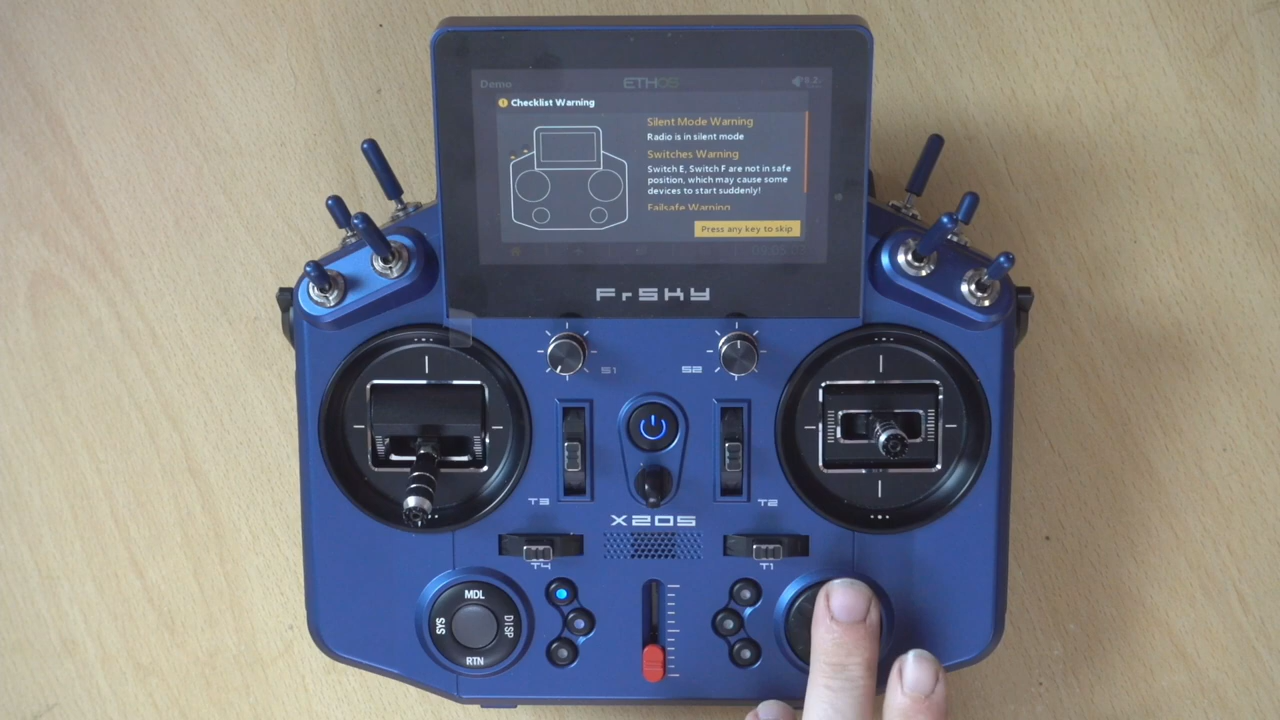 Demo
ETHOS
Checklist Warning
Silent Mode Warning
Radio is in silent mode
Switches Warning
Switch E, Switch F are not in safe
position, which may cause some
devices to start suddenly!
Failsafe Warning
Press any key to skip
FrSKY
S1
S2
T3
T2
X20S
T4
T1
MDL
SYS
DISP
RTN